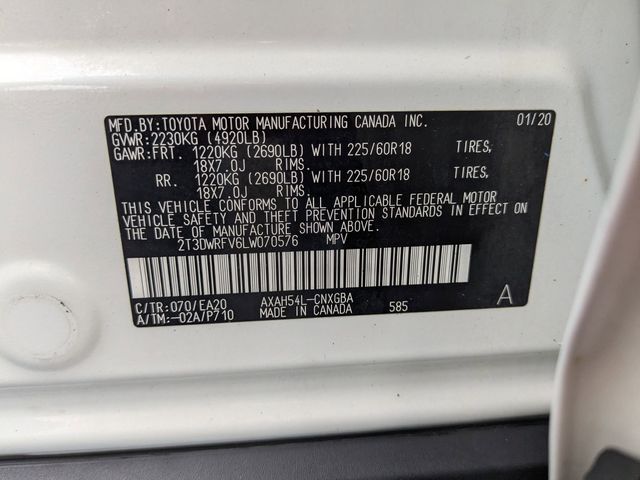 MFD.BY:TOYOTA MOTOR MANUFACTURING CANADA INC. 01/20
GVWR:2230KG (4920LB)
GAWR:FRT. 1220KG (2690LB) WITH 225/60R18 TIRES,
18X7.0J RIMS.
RR. 1220KG (2690LB) WITH 225/60R18 TIRES,
18X7.0J RIMS.
THIS VEHICLE CONFORMS TO ALL APPLICABLE FEDERAL MOTOR
VEHICLE SAFETY AND THEFT PREVENTION STANDARDS IN EFFECT ON
THE DATE OF MANUFACTURE SHOWN ABOVE.
2T3DWRFV6LW070576 MPV
C/TR:070/EA20 AXAH54L-CNXGBA
A/TM:-02A/P710 MADE IN CANADA 585 A